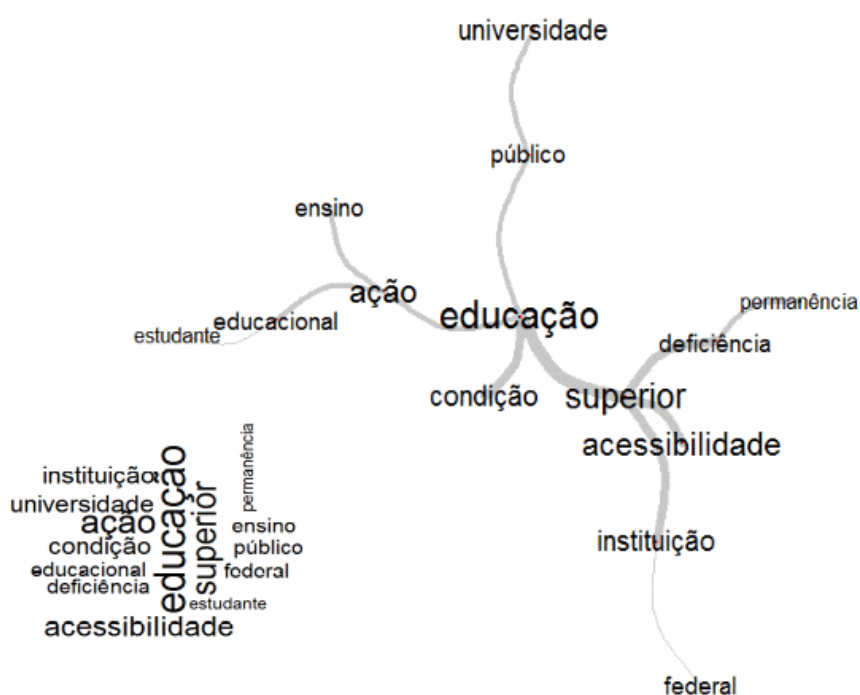 universidade
público
ensino
ação
educação
educacional
estudante
permanência
deficiência
condição
superior
acessibilidade
instituição
federal
permanência
instituição
educação
universidade
superior
ação
ensino
condição
público
educacional
federal
deficiência
estudante
acessibilidade